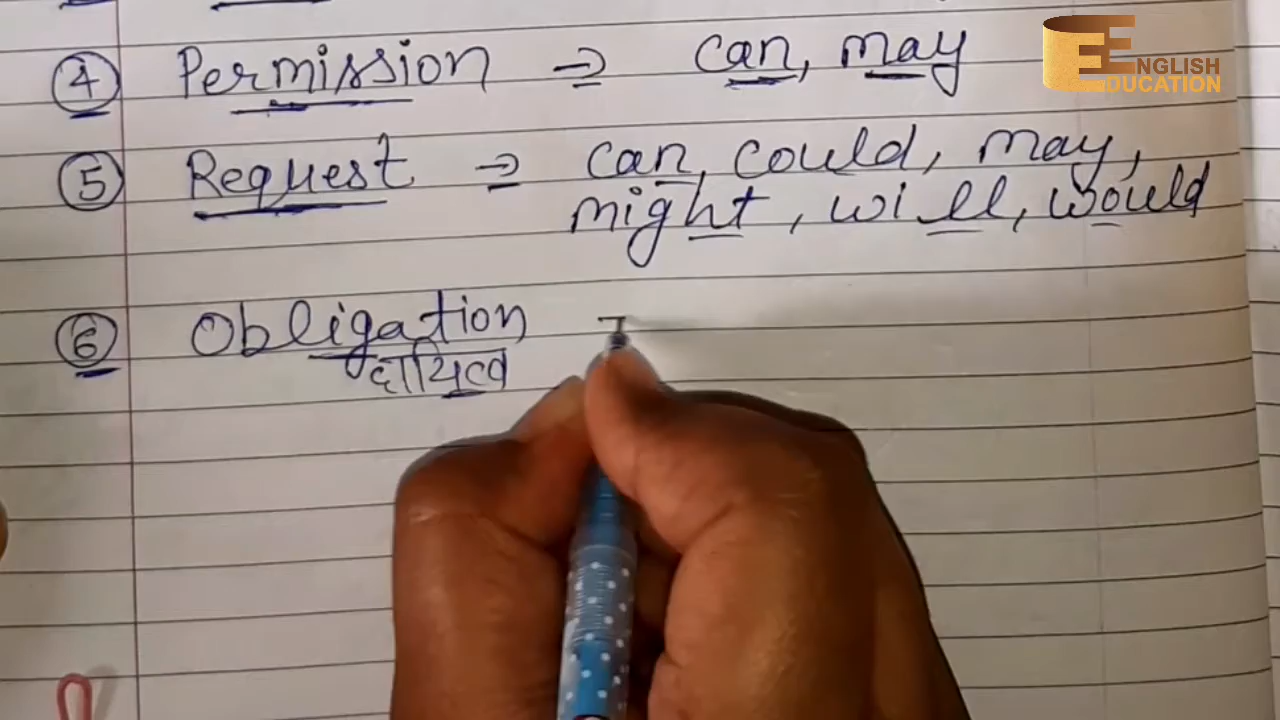 ④ Permission ⇒ can, may
⑤ Request ⇒ can, could, may,
might, will, would
⑥ Obligation
दायित्व
ENGLISH
EDUCATION